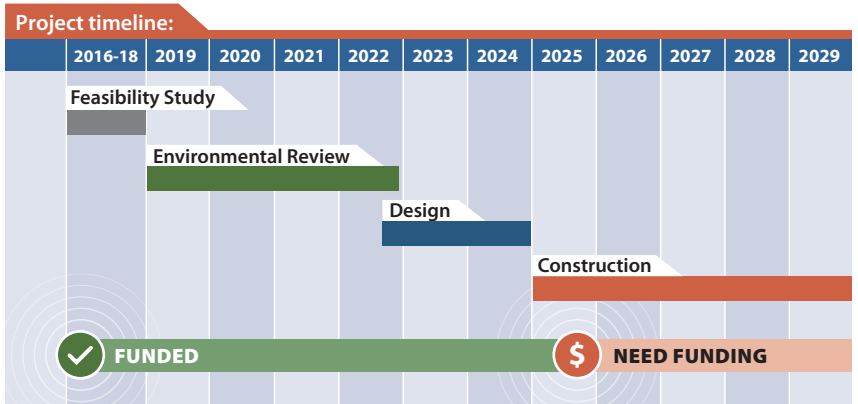 Project timeline:
2016-18 2019 2020 2021 2022 2023 2024 2025 2026 2027 2028 2029
Feasibility Study
Environmental Review
Design
Construction
FUNDED $ NEED FUNDING